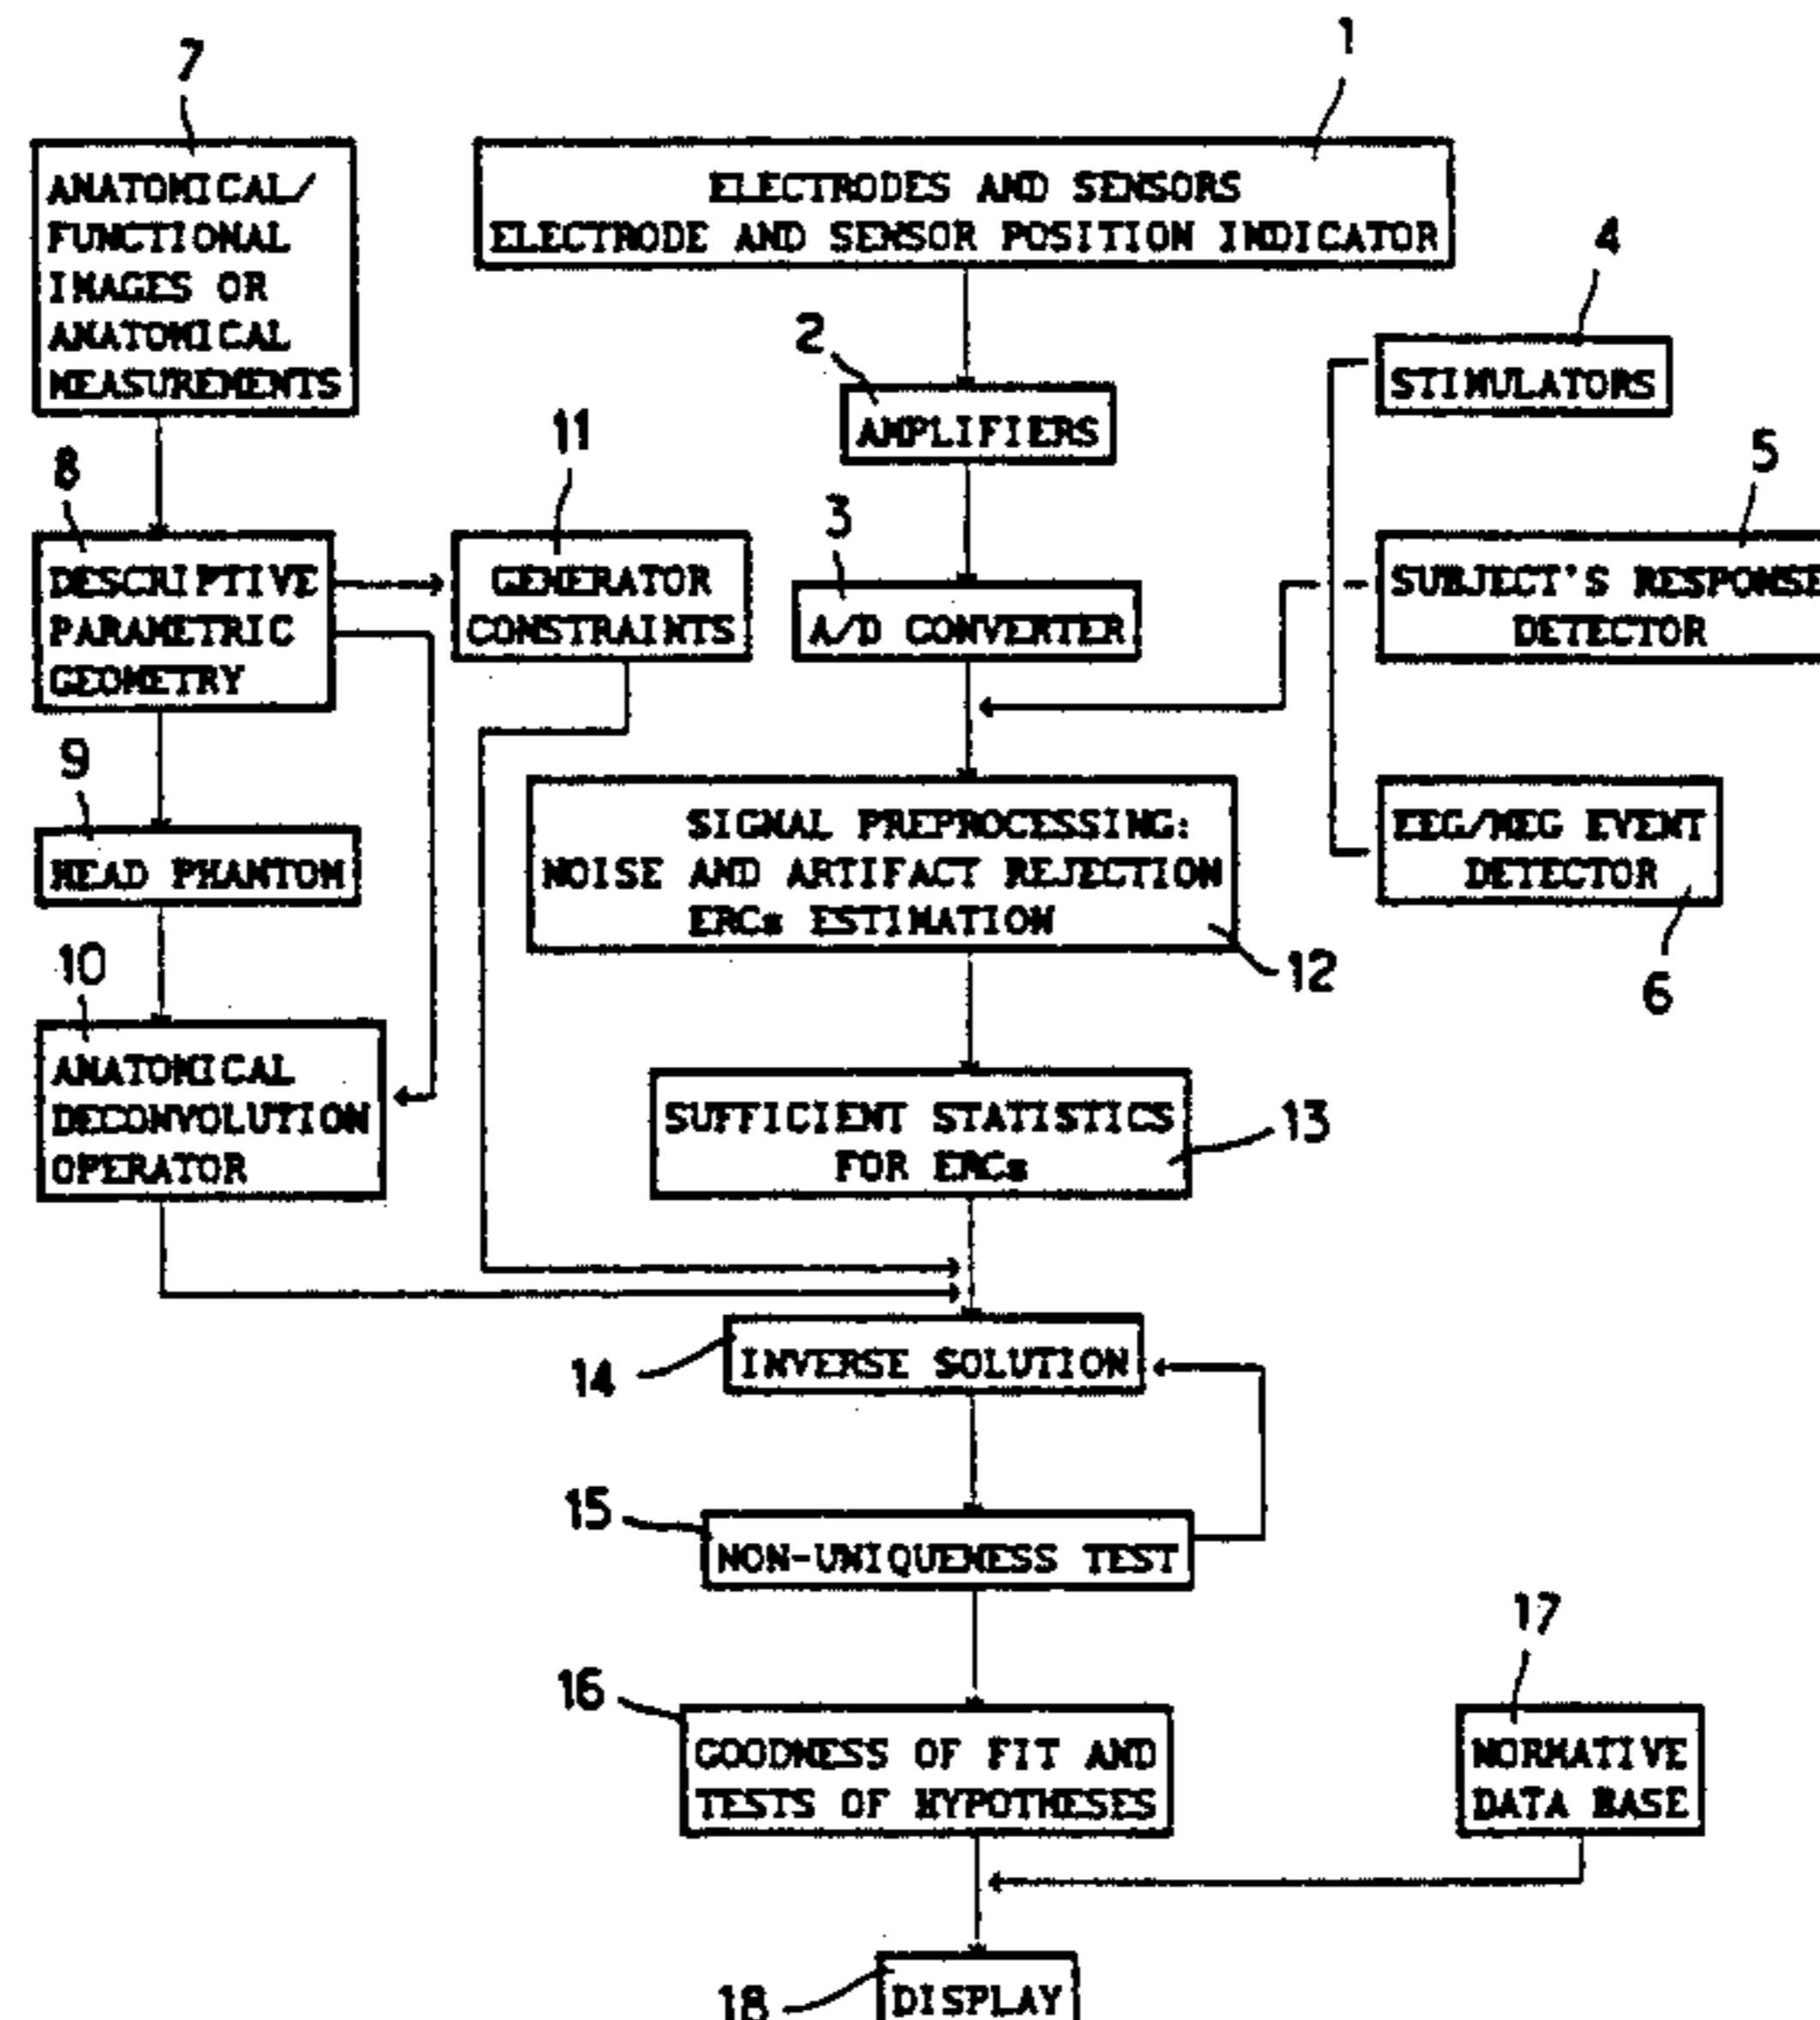 7
1
ANATOMICAL/
FUNCTIONAL
IMAGES OR
ANATOMICAL
MEASUREMENTS
ELECTRODES AND SENSORS
ELECTRODE AND SENSOR POSITION INDICATOR
4
STIMULATORS
2
AMPLIFIERS
11
8
DESCRIPTIVE
PARAMETRIC
GEOMETRY
GENERATOR
CONSTRAINTS
3
A/D CONVERTER
5
SUBJECT'S RESPONSE
DETECTOR
9
HEAD PHANTOM
SIGNAL PREPROCESSING:
NOISE AND ARTIFACT REJECTION
ERCs ESTIMATION
12
EEG/MEG EVENT
DETECTOR
6
10
ANATOMICAL
DECONVOLUTION
OPERATOR
SUFFICIENT STATISTICS
FOR ERCs
13
14
INVERSE SOLUTION
15
NON-UNIQUENESS TEST
16
GOODNESS OF FIT AND
TESTS OF HYPOTHESES
17
NORMATIVE
DATA BASE
18
DISPLAY